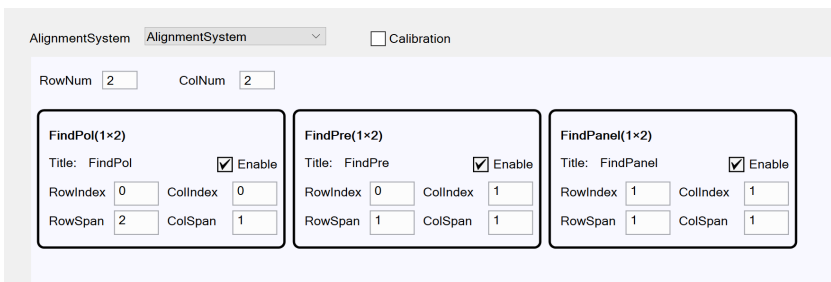 AlignmentSystem AlignmentSystem Calibration
RowNum 2 ColNum 2
FindPol(1×2)
Title: FindPol Enable
RowIndex 0 ColIndex 0
RowSpan 2 ColSpan 1
FindPre(1×2)
Title: FindPre Enable
RowIndex 0 ColIndex 1
RowSpan 1 ColSpan 1
FindPanel(1×2)
Title: FindPanel Enable
RowIndex 1 ColIndex 1
RowSpan 1 ColSpan 1